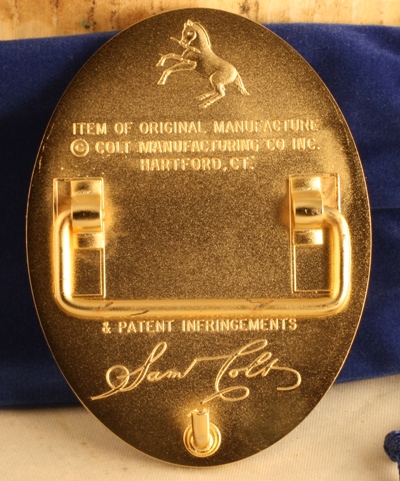 ITEM OF ORIGINAL MANUFACTURE
© COLT MANUFACTURING CO INC.
HARTFORD, CT.
& PATENT INFRINGEMENTS
Saml Colt